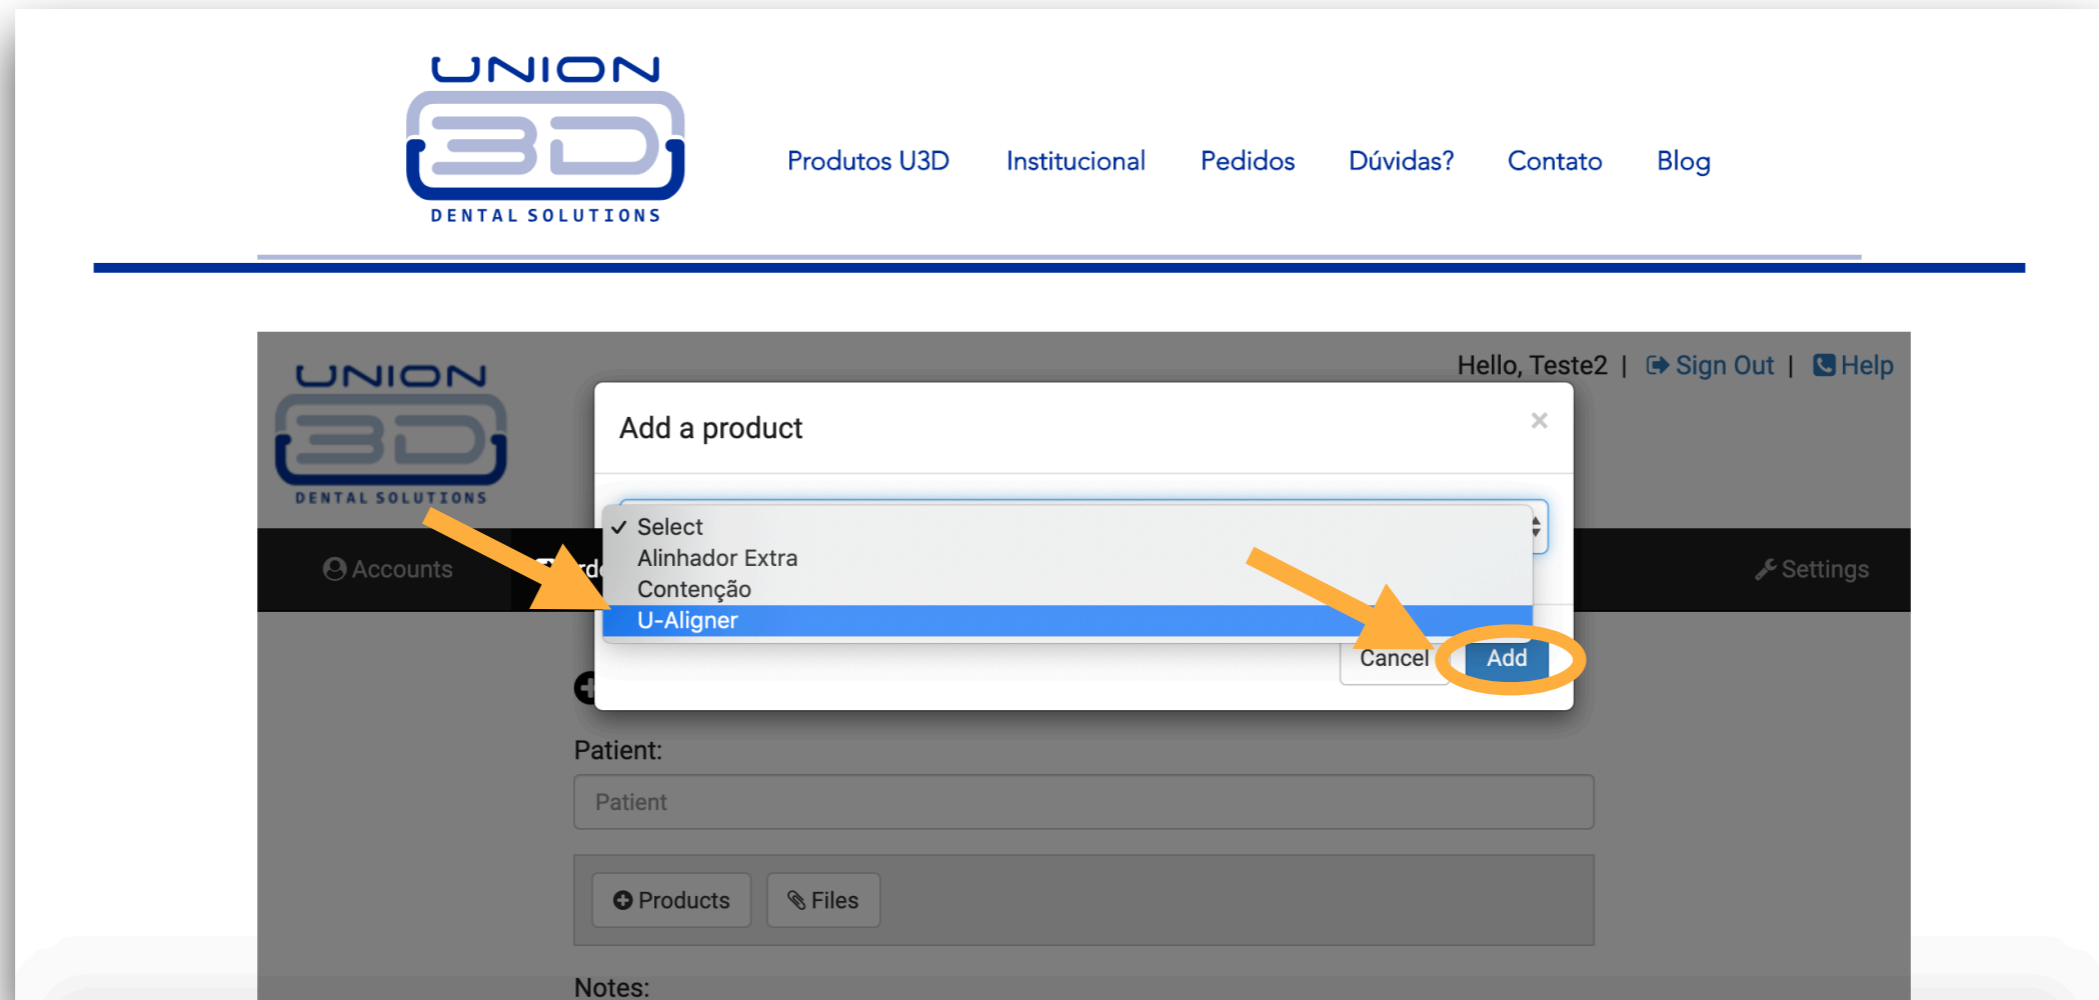 UNION
3D
DENTAL SOLUTIONS
Produtos U3D Institucional Pedidos Dúvidas? Contato Blog
Hello, Teste2 | Sign Out | Help
UNION
3D
DENTAL SOLUTIONS
Add a product ×
✓ Select
Alinhador Extra
Contenção
U-Aligner
Accounts
Settings
Cancel Add
Patient:
Patient
Products Files
Notes: